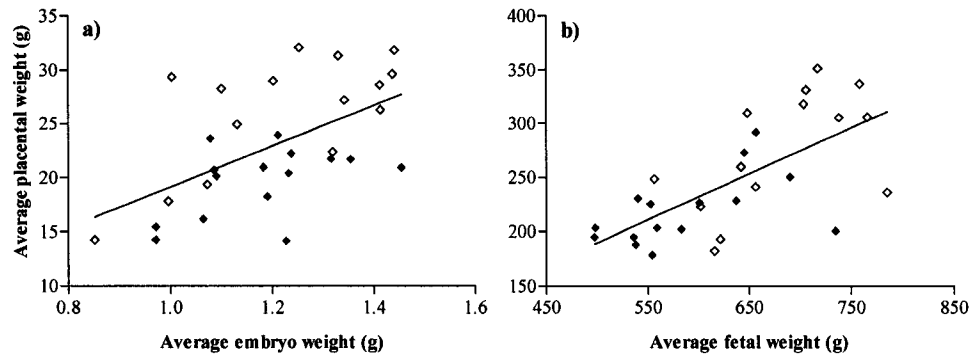 a)
Average placental weight (g)
35
30
25
20
15
10
0.8 1.0 1.2 1.4 1.6
Average embryo weight (g)
b)
400
350
300
250
200
150
450 550 650 750 850
Average fetal weight (g)